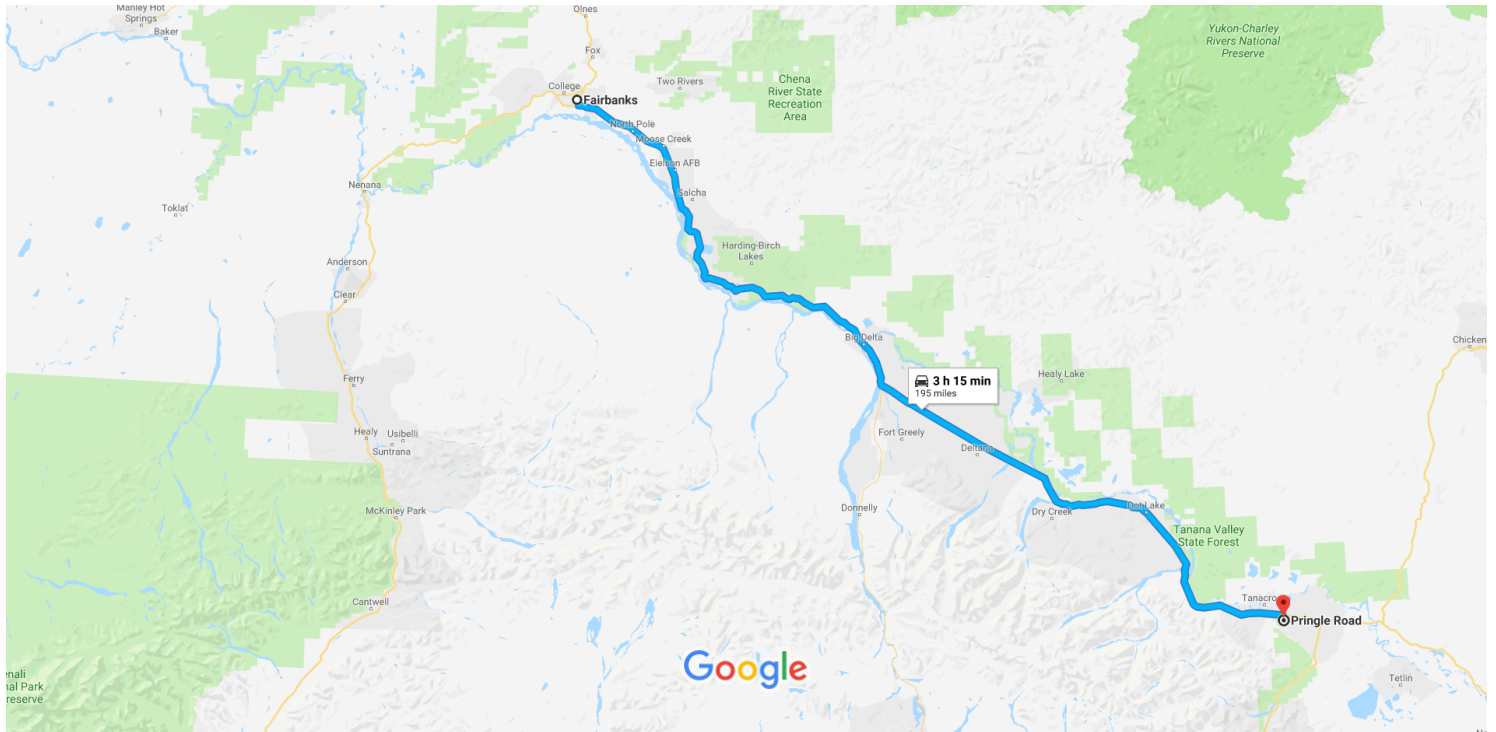 Manley Hot
Springs
Baker
Olnes
Fox
Yukon-Charley
Rivers National
Preserve
College
Two Rivers
Chena
River State
Recreation
Area
Fairbanks
North Pole
Moose Creek
Eielson AFB
Nenana
Salcha
Toklat
Harding-Birch
Lakes
Anderson
Clear
Big Delta
Chicken
Ferry
3 h 15 min
195 miles
Healy Lake
Healy
Usibelli
Suntrana
Fort Greely
Deltana
McKinley Park
Donnelly
Dry Creek
Dot Lake
Tanana Valley
State Forest
Cantwell
Tanacro
Pringle Road
Google
enali
nal Park
reserve
Tetlin